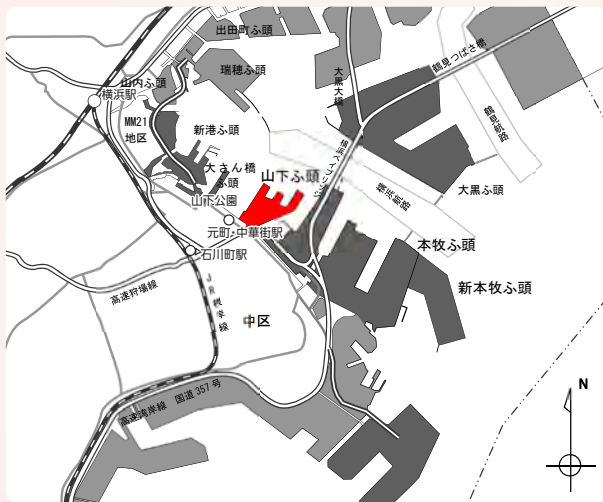 出田町ふ頭
瑞穂ふ頭
山内ふ頭
横浜駅
MM21
地区
新港ふ頭
大さん橋
ふ頭
山下ふ頭
山下公園
元町・中華街駅
石川町駅
大黒大橋
鶴見つばさ橋
鶴見航路
横浜ベイブリッジ
横浜航路
大黒ふ頭
本牧ふ頭
新本牧ふ頭
高速狩場線
JR根岸線
中区
高速湾岸線 国道357号
N